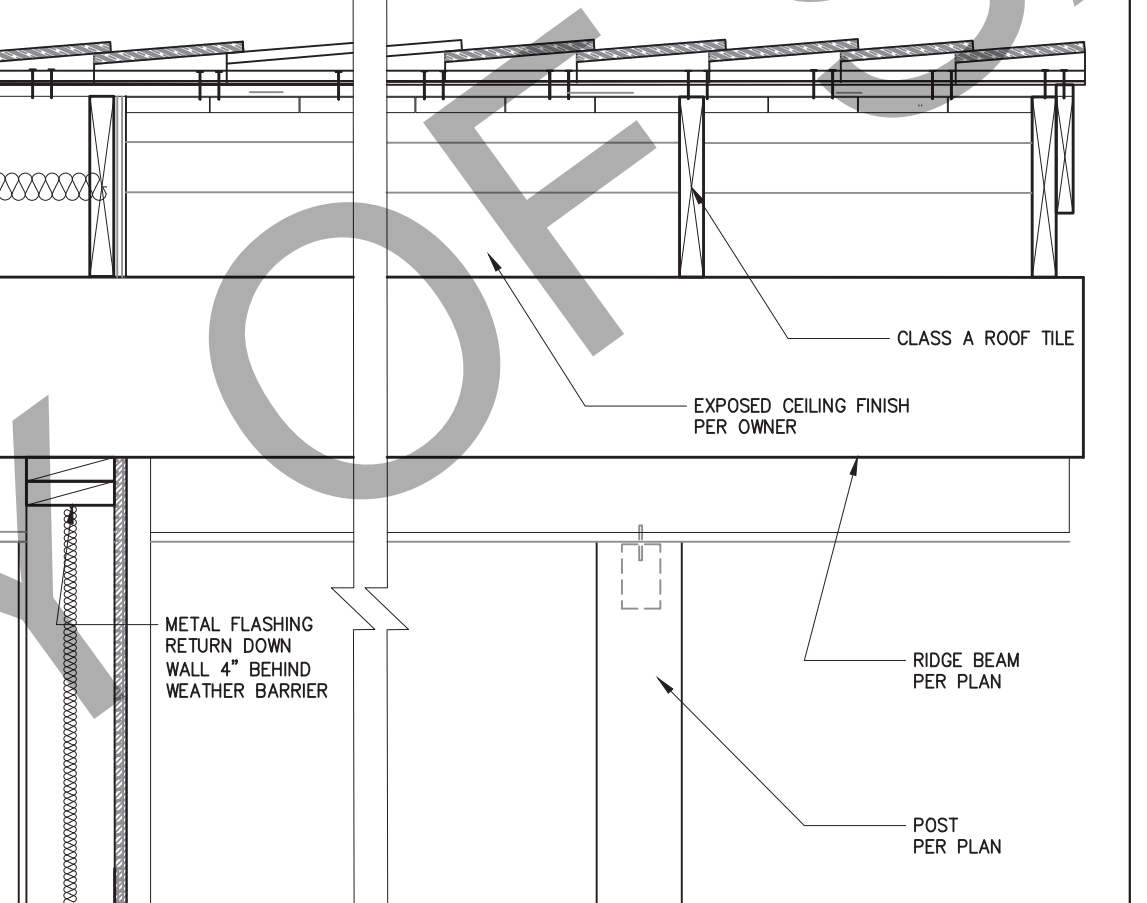 CLASS A ROOF TILE
EXPOSED CEILING FINISH
PER OWNER
METAL FLASHING
RETURN DOWN
WALL 4" BEHIND
WEATHER BARRIER
RIDGE BEAM
PER PLAN
POST
PER PLAN
Y OF S